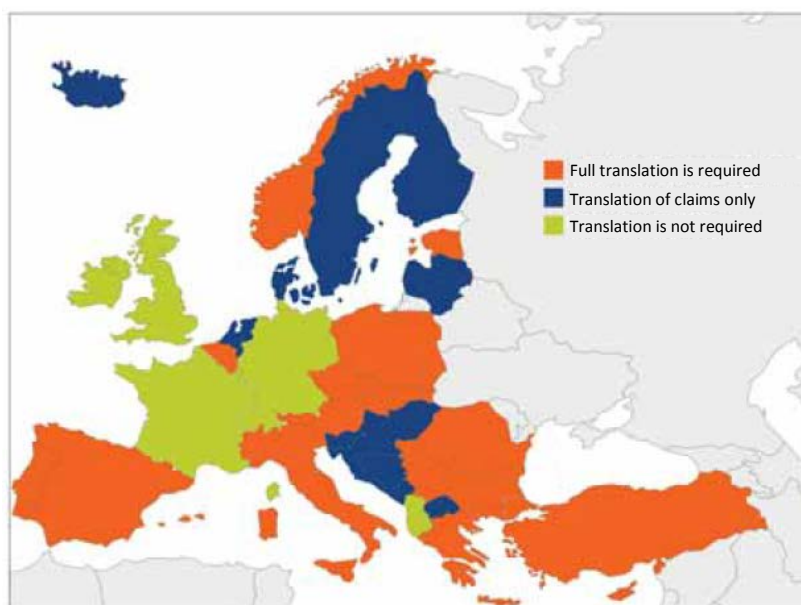 Full translation is required
Translation of claims only
Translation is not required